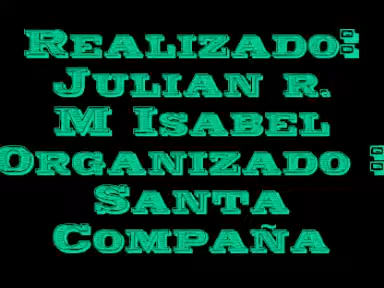 Realizado:
Julian r.
M Isabel
Organizado :
Santa
Compaña